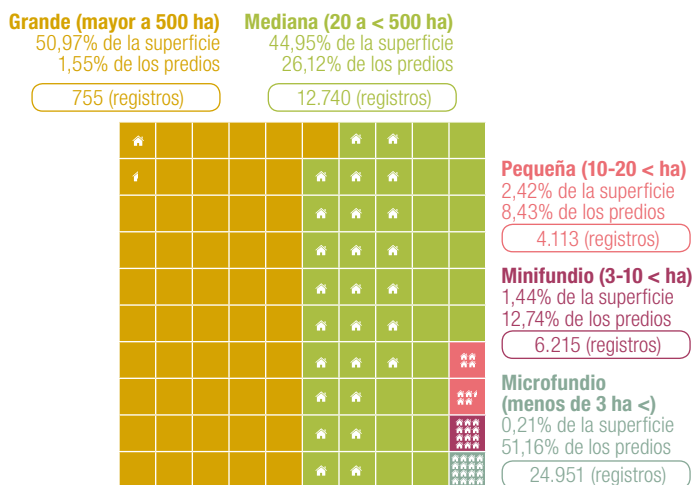 Grande (mayor a 500 ha)
50,97% de la superficie
1,55% de los predios
755 (registros)
Mediana (20 a < 500 ha)
44,95% de la superficie
26,12% de los predios
12.740 (registros)
Pequeña (10-20 < ha)
2,42% de la superficie
8,43% de los predios
4.113 (registros)
Minifundio (3-10 < ha)
1,44% de la superficie
12,74% de los predios
6.215 (registros)
Microfundio
(menos de 3 ha <)
0,21% de la superficie
51,16% de los predios
24.951 (registros)